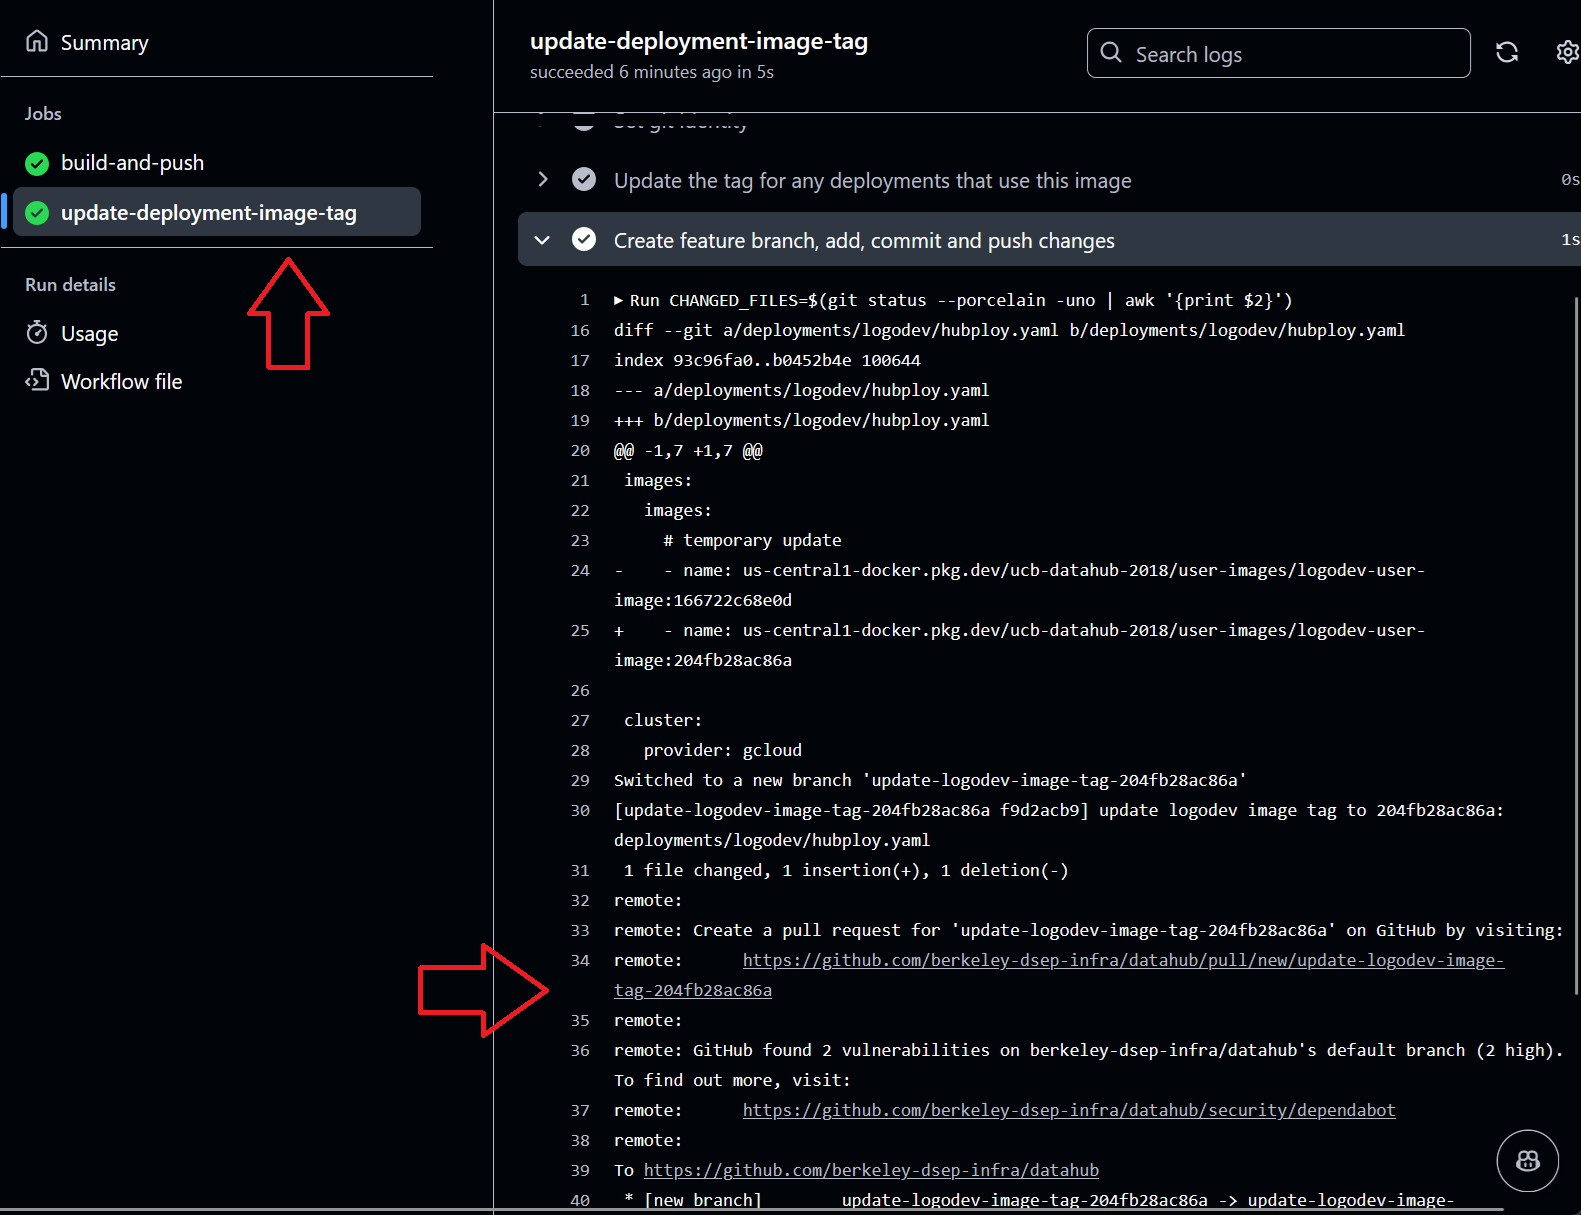 Summary
Jobs
build-and-push
update-deployment-image-tag
Run details
Usage
Workflow file
update-deployment-image-tag
succeeded 6 minutes ago in 5s
Search logs
Set git identity
Update the tag for any deployments that use this image 0s
Create feature branch, add, commit and push changes 1s
1 ▶ Run CHANGED_FILES=$(git status --porcelain -uno | awk '{print $2}')
16 diff --git a/deployments/logodev/hubploy.yaml b/deployments/logodev/hubploy.yaml
17 index 93c96fa0..b0452b4e 100644
18 --- a/deployments/logodev/hubploy.yaml
19 +++ b/deployments/logodev/hubploy.yaml
20 @@ -1,7 +1,7 @@
21 images:
22 images:
23 # temporary update
24 - - name: us-central1-docker.pkg.dev/ucb-datahub-2018/user-images/logodev-user-
image:166722c68e0d
25 + - name: us-central1-docker.pkg.dev/ucb-datahub-2018/user-images/logodev-user-
image:204fb28ac86a
26
27 cluster:
28 provider: gcloud
29 Switched to a new branch 'update-logodev-image-tag-204fb28ac86a'
30 [update-logodev-image-tag-204fb28ac86a f9d2acb9] update logodev image tag to 204fb28ac86a:
deployments/logodev/hubploy.yaml
31 1 file changed, 1 insertion(+), 1 deletion(-)
32 remote:
33 remote: Create a pull request for 'update-logodev-image-tag-204fb28ac86a' on GitHub by visiting:
34 remote: https://github.com/berkeley-dsep-infra/datahub/pull/new/update-logodev-image-
tag-204fb28ac86a
35 remote:
36 remote: GitHub found 2 vulnerabilities on berkeley-dsep-infra/datahub's default branch (2 high).
To find out more, visit:
37 remote: https://github.com/berkeley-dsep-infra/datahub/security/dependabot
38 remote:
39 To https://github.com/berkeley-dsep-infra/datahub
40 * [new branch] update-logodev-image-tag-204fb28ac86a -> update-logodev-image-